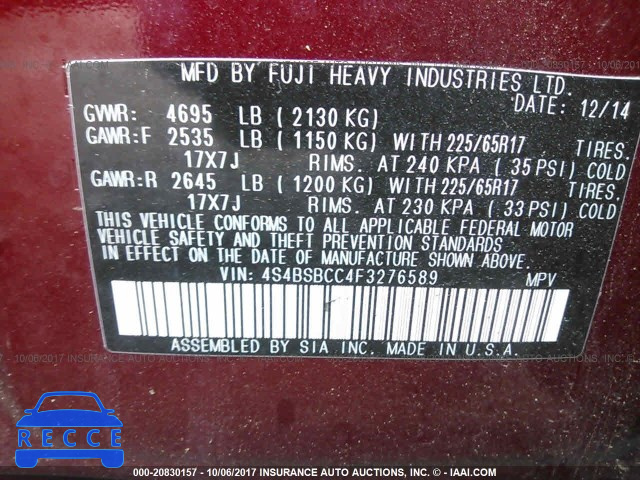 MFD BY FUJI HEAVY INDUSTRIES LTD.
DATE: 12/14
GVWR: 4695 LB (2130 KG)
GAWR:F 2535 LB (1150 KG) WITH 225/65R17 TIRES.
17X7J RIMS. AT 240 KPA (35 PSI) COLD
GAWR:R 2645 LB (1200 KG) WITH 225/65R17 TIRES.
17X7J RIMS. AT 230 KPA (33 PSI) COLD
THIS VEHICLE CONFORMS TO ALL APPLICABLE FEDERAL MOTOR
VEHICLE SAFETY AND THEFT PREVENTION STANDARDS
IN EFFECT ON THE DATE OF MANUFACTURE SHOWN ABOVE.
VIN: 4S4BSBCC4F3276589 MPV
ASSEMBLED BY SIA INC. MADE IN U.S.A.
RECCE
000-20830157 - 10/06/2017 INSURANCE AUTO AUCTIONS, INC. - © - IAAI.COM